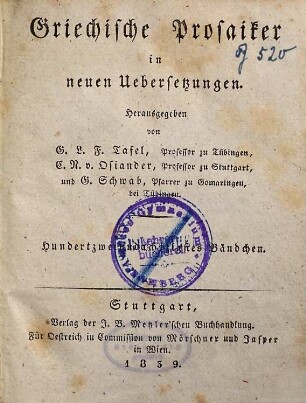 Griechische Prosaiker
520
in
neuen Uebersetzungen.
Herausgegeben
von
G. L. F. Tafel, Professor zu Tübingen,
C. N. v. Osiander, Professor zu Stuttgart,
und G. Schwab, Pfarrer zu Gomaringen,
bei Tübingen.
Bändchen.
Stuttgart,
Verlag der J. B. Metzler'schen Buchhandlung.
Für Oestreich in Commission von Mörschner und Jasper
in Wien.
1839.